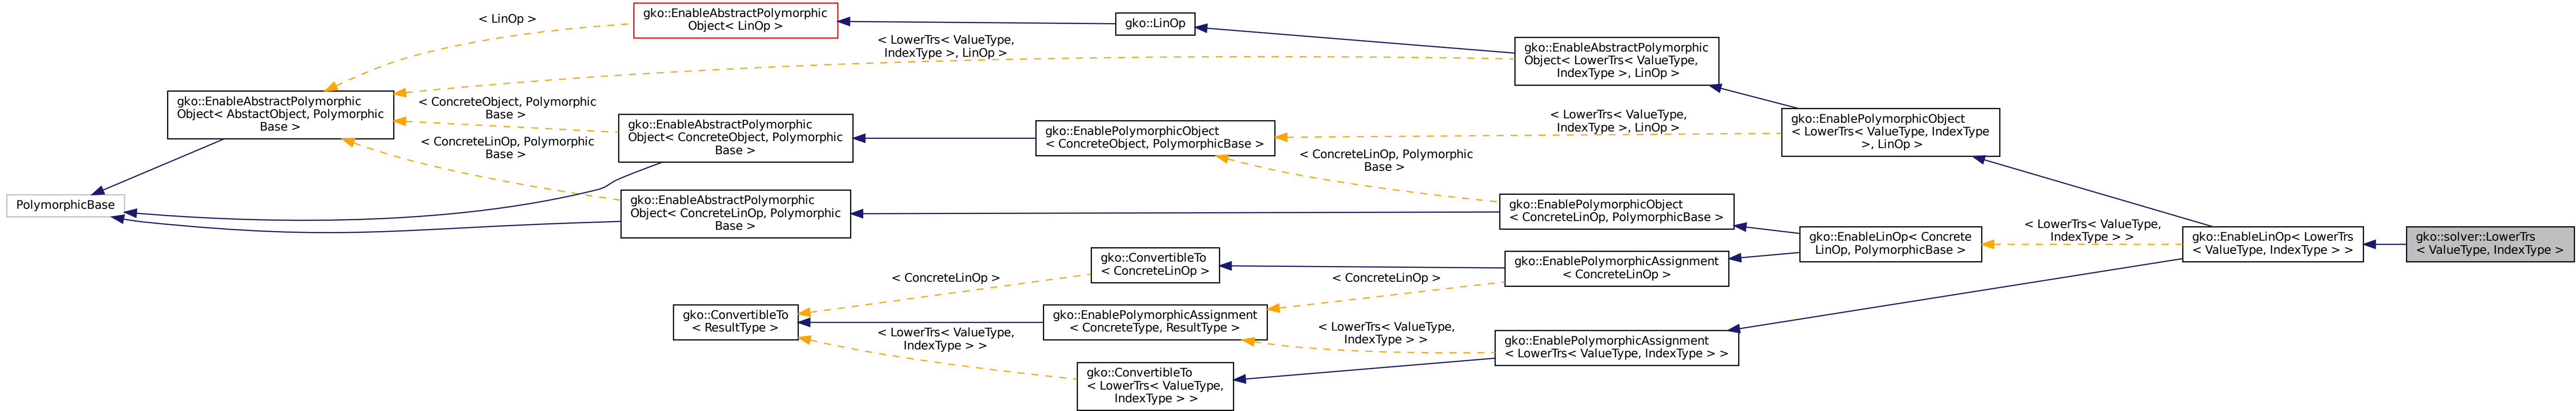 PolymorphicBase
gko::EnableAbstractPolymorphic
Object< AbstactObject, Polymorphic
Base >
< LinOp >
< ConcreteObject, Polymorphic
Base >
< ConcreteLinOp, Polymorphic
Base >
gko::EnableAbstractPolymorphic
Object< LinOp >
gko::EnableAbstractPolymorphic
Object< ConcreteObject, Polymorphic
Base >
gko::EnableAbstractPolymorphic
Object< ConcreteLinOp, Polymorphic
Base >
gko::ConvertibleTo
< ResultType >
< LowerTrs< ValueType,
IndexType >, LinOp >
< ConcreteLinOp >
< LowerTrs< ValueType,
IndexType > >
gko::LinOp
gko::EnablePolymorphicObject
< ConcreteObject, PolymorphicBase >
gko::ConvertibleTo
< ConcreteLinOp >
gko::EnablePolymorphicAssignment
< ConcreteType, ResultType >
gko::ConvertibleTo
< LowerTrs< ValueType,
IndexType > >
< ConcreteLinOp, Polymorphic
Base >
< ConcreteLinOp >
< LowerTrs< ValueType,
IndexType > >
gko::EnableAbstractPolymorphic
Object< LowerTrs< ValueType,
IndexType >, LinOp >
< LowerTrs< ValueType,
IndexType >, LinOp >
gko::EnablePolymorphicObject
< ConcreteLinOp, PolymorphicBase >
gko::EnablePolymorphicAssignment
< ConcreteLinOp >
gko::EnablePolymorphicAssignment
< LowerTrs< ValueType, IndexType > >
gko::EnablePolymorphicObject
< LowerTrs< ValueType, IndexType
>, LinOp >
gko::EnableLinOp< Concrete
LinOp, PolymorphicBase >
< LowerTrs< ValueType,
IndexType > >
gko::EnableLinOp< LowerTrs
< ValueType, IndexType > >
gko::solver::LowerTrs
< ValueType, IndexType >